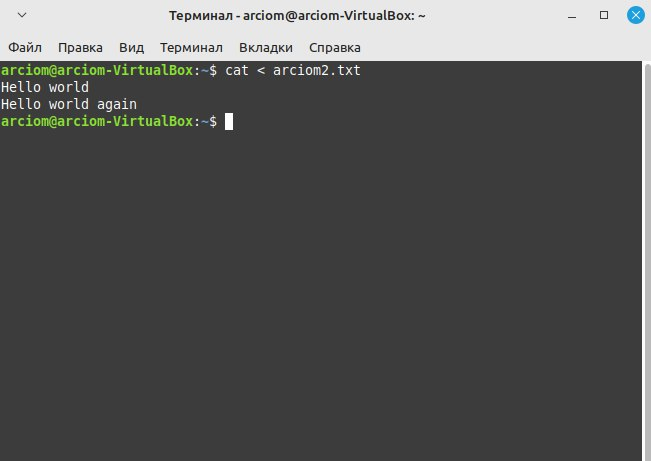 Терминал - arciom@arciom-VirtualBox: ~
Файл Правка Вид Терминал Вкладки Справка
arciom@arciom-VirtualBox:~$ cat < arciom2.txt
Hello world
Hello world again
arciom@arciom-VirtualBox:~$